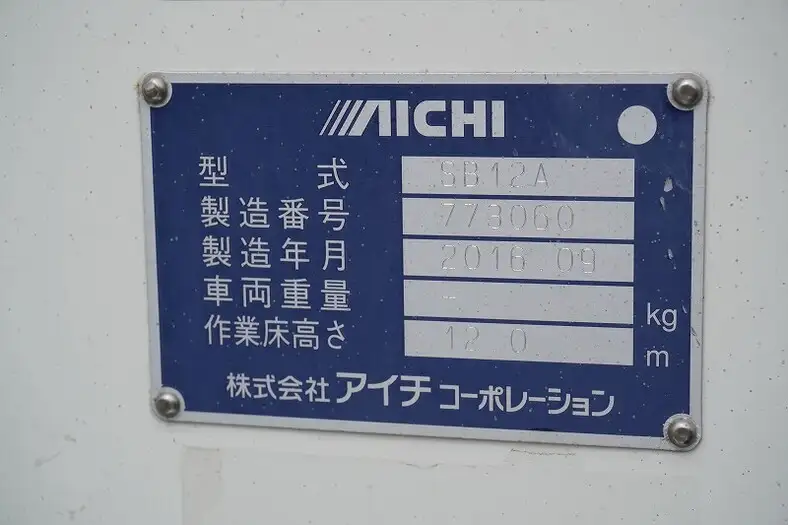 AICHI
型式 SB12A
製造番号 773060
製造年月 2016.09
車両重量 - kg
作業床高さ 12.0 m
株式会社アイチコーポレーション